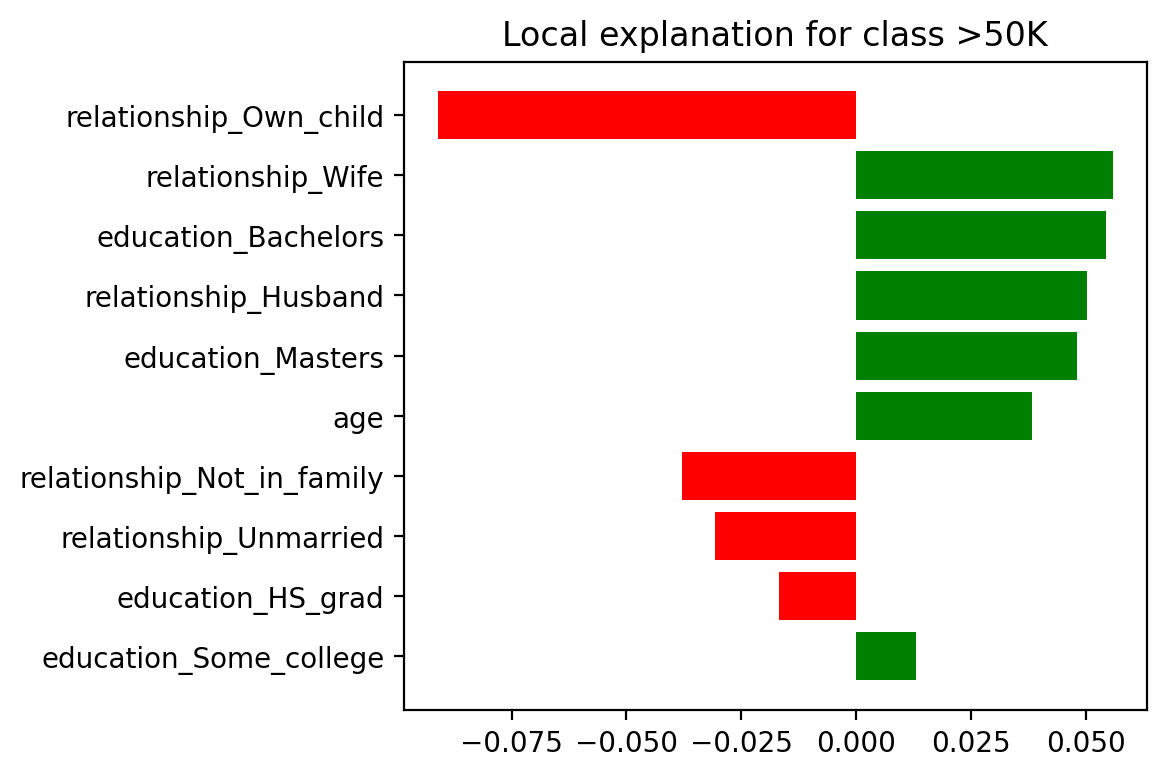 Local explanation for class >50K
relationship_Own_child
relationship_Wife
education_Bachelors
relationship_Husband
education_Masters
age
relationship_Not_in_family
relationship_Unmarried
education_HS_grad
education_Some_college
−0.075 −0.050 −0.025 0.000 0.025 0.050